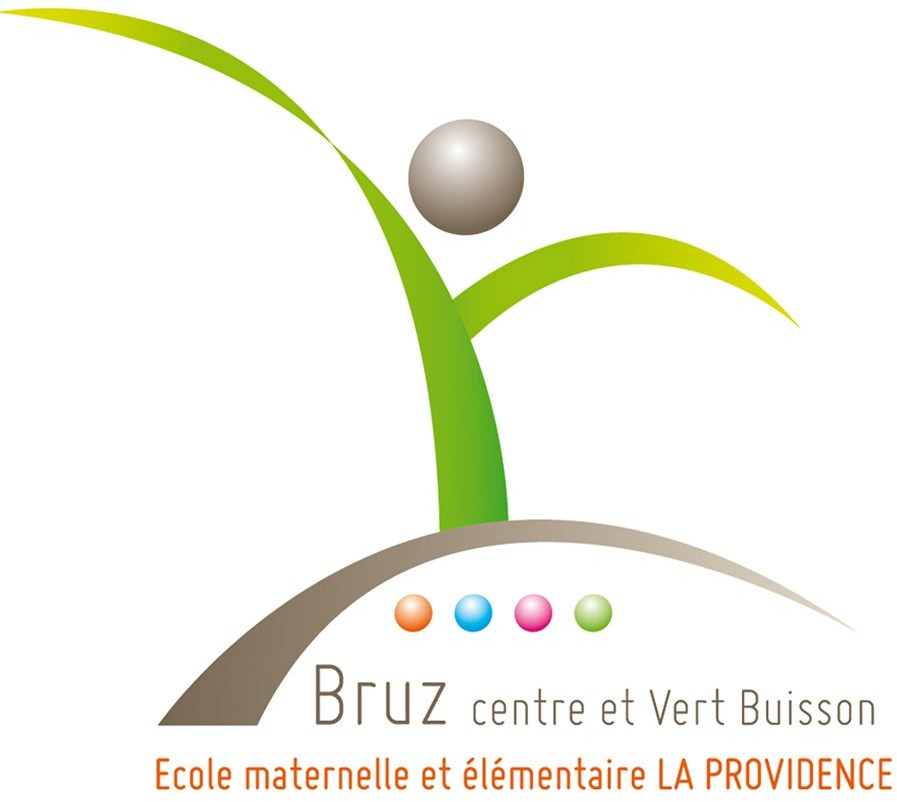 Bruz centre et Vert Buisson
Ecole maternelle et élémentaire LA PROVIDENCE